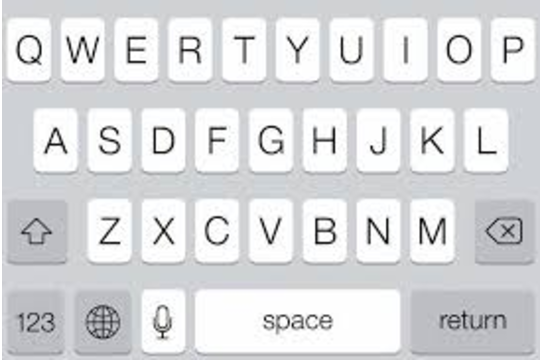 Q W E R T Y U I O P
A S D F G H J K L
Z X C V B N M
123 space return